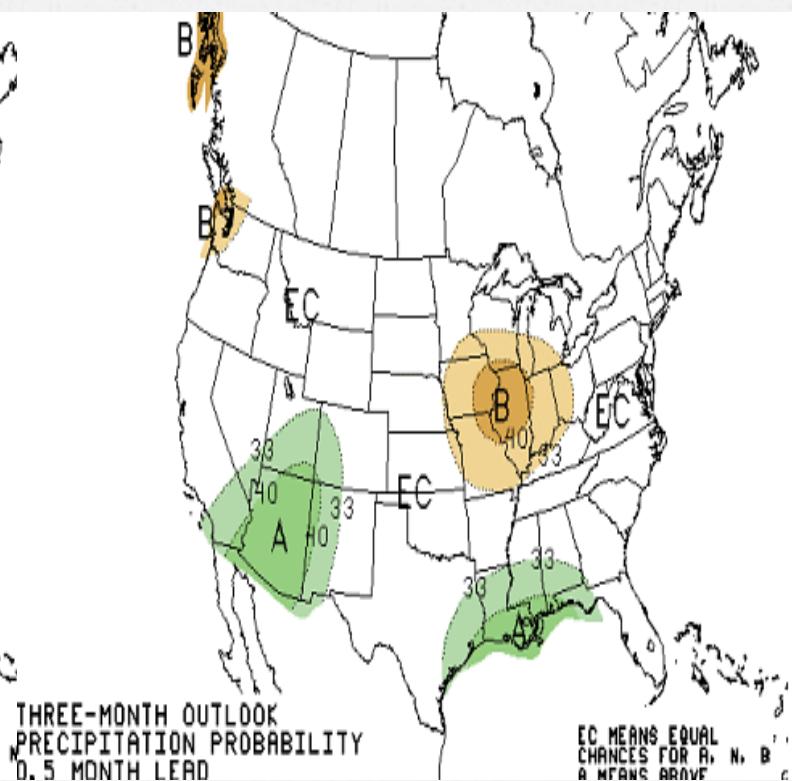 B
B
EC
B
EC
40
33
33
40
EC
33
A
40
33
33
A
THREE-MONTH OUTLOOK
PRECIPITATION PROBABILITY
0.5 MONTH LEAD
EC MEANS EQUAL
CHANCES FOR A, N, B
A MEANS ABOVE